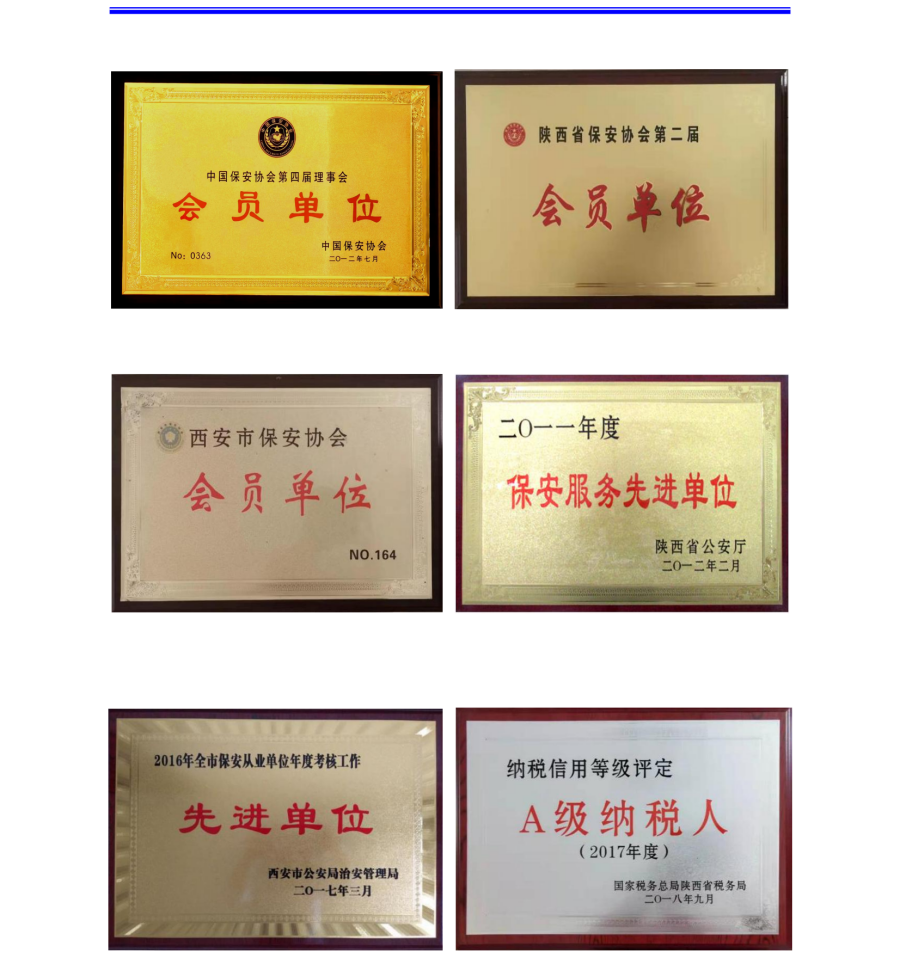 中国保安协会第四届理事会
会员单位
No: 0363
中国保安协会
二〇一二年七月
陕西省保安协会第二届
会员单位
西安市保安协会
会员单位
NO.164
二〇一一年度
保安服务先进单位
陕西省公安厅
二〇一二年二月
2016年全市保安从业单位年度考核工作
先进单位
西安市公安局治安管理局
二〇一七年三月
纳税信用等级评定
A级纳税人
(2017年度)
国家税务总局陕西省税务局
二〇一八年九月